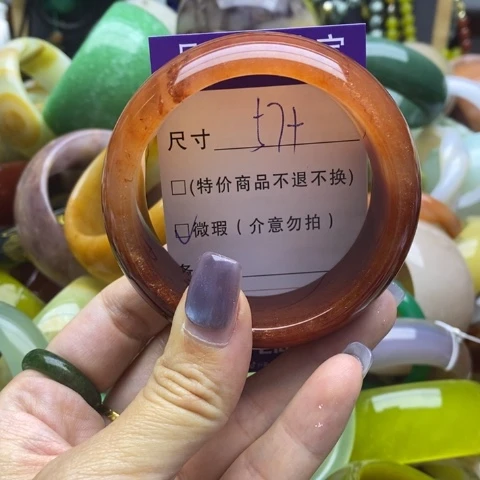 尺寸 57+
□(特价商品不退不换)
☑微瑕(介意勿拍)